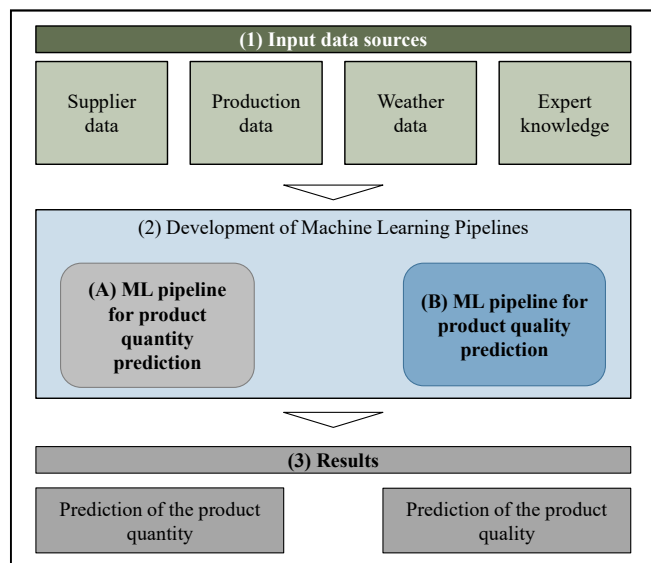 (1) Input data sources
Supplier
data
Production
data
Weather
data
Expert
knowledge
(2) Development of Machine Learning Pipelines
(A) ML pipeline
for product
quantity
prediction
(B) ML pipeline for
product quality
prediction
(3) Results
Prediction of the product
quantity
Prediction of the product
quality